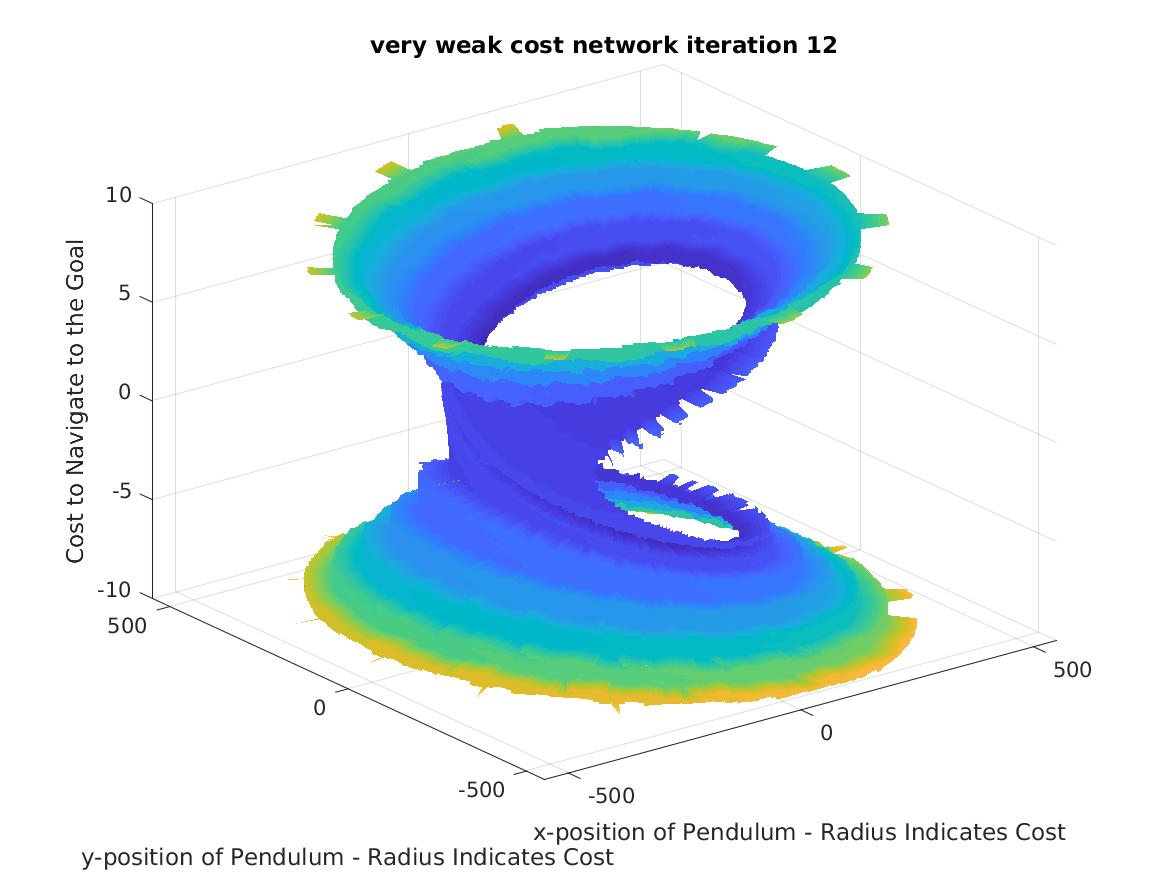 very weak cost network iteration 12
10
5
0
-5
-10
Cost to Navigate to the Goal
500
0
-500
500
0
-500
x-position of Pendulum - Radius Indicates Cost
y-position of Pendulum - Radius Indicates Cost